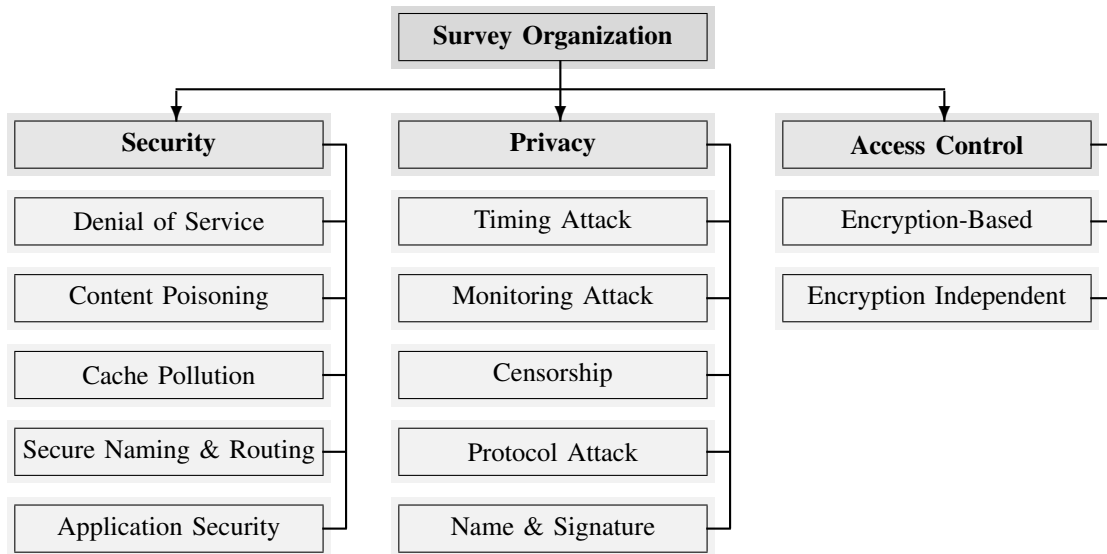 Survey Organization
Security
Denial of Service
Content Poisoning
Cache Pollution
Secure Naming & Routing
Application Security
Privacy
Timing Attack
Monitoring Attack
Censorship
Protocol Attack
Name & Signature
Access Control
Encryption-Based
Encryption Independent